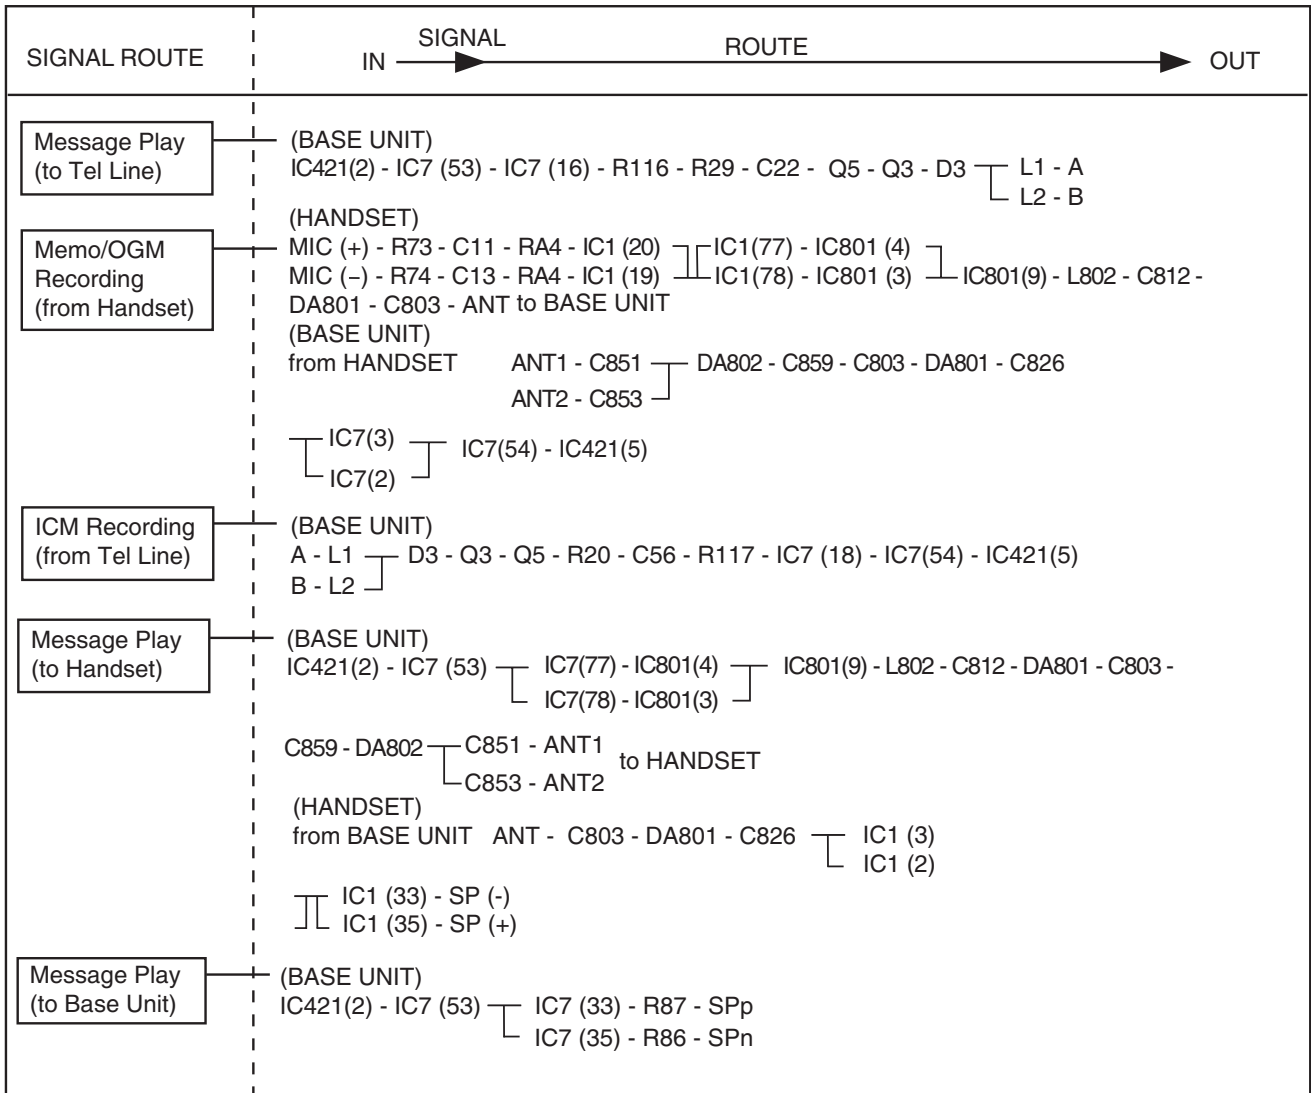 SIGNAL ROUTE
IN SIGNAL ROUTE OUT
Message Play
(to Tel Line)
(BASE UNIT)
IC421(2) - IC7 (53) - IC7 (16) - R116 - R29 - C22 - Q5 - Q3 - D3 L1 - A
L2 - B
Memo/OGM
Recording
(from Handset)
(HANDSET)
MIC (+) - R73 - C11 - RA4 - IC1 (20) IC1(77) - IC801 (4)
MIC (−) - R74 - C13 - RA4 - IC1 (19) IC1(78) - IC801 (3) IC801(9) - L802 - C812 -
DA801 - C803 - ANT to BASE UNIT
(BASE UNIT)
from HANDSET ANT1 - C851 DA802 - C859 - C803 - DA801 - C826
ANT2 - C853
IC7(3) IC7(54) - IC421(5)
IC7(2)
ICM Recording
(from Tel Line)
(BASE UNIT)
A - L1 D3 - Q3 - Q5 - R20 - C56 - R117 - IC7 (18) - IC7(54) - IC421(5)
B - L2
Message Play
(to Handset)
(BASE UNIT)
IC421(2) - IC7 (53) IC7(77) - IC801(4) IC801(9) - L802 - C812 - DA801 - C803 -
IC7(78) - IC801(3)
C859 - DA802 C851 - ANT1 to HANDSET
C853 - ANT2
(HANDSET)
from BASE UNIT ANT - C803 - DA801 - C826 IC1 (3)
IC1 (2)
IC1 (33) - SP (-)
IC1 (35) - SP (+)
Message Play
(to Base Unit)
(BASE UNIT)
IC421(2) - IC7 (53) IC7 (33) - R87 - SPp
IC7 (35) - R86 - SPn